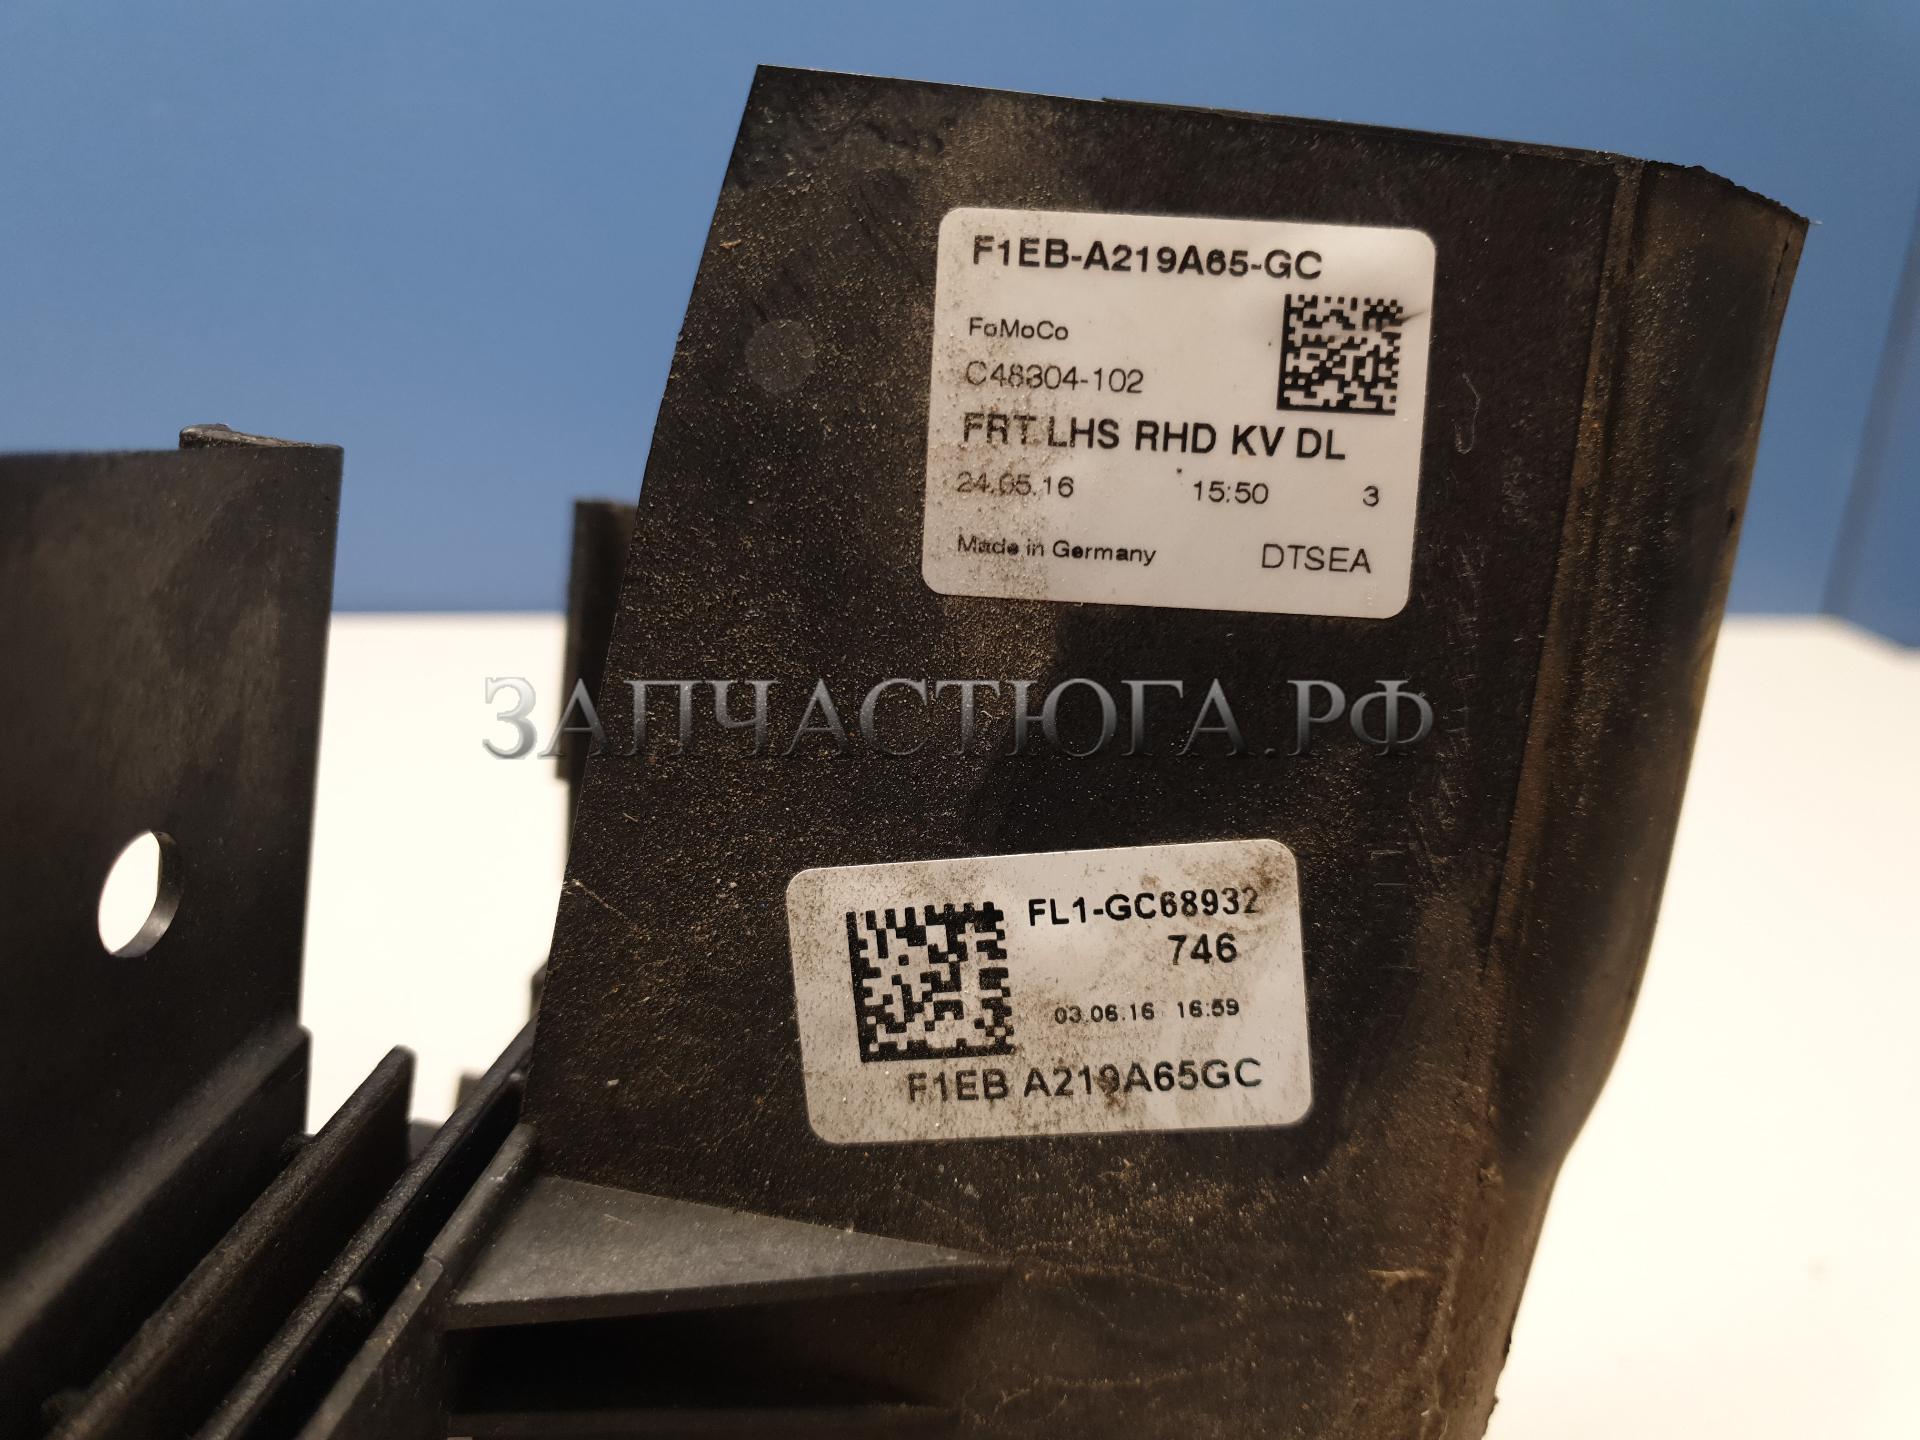 F1EB-A219A65-GC
FoMoCo
C48304-102
FRT LHS RHD KV DL
24.05.16 15:50 3
Made in Germany DTSEA
ЗАПЧАСТЮГА.РФ
FL1-GC68932
746
03.06.16 16:59
F1EB A219A65GC